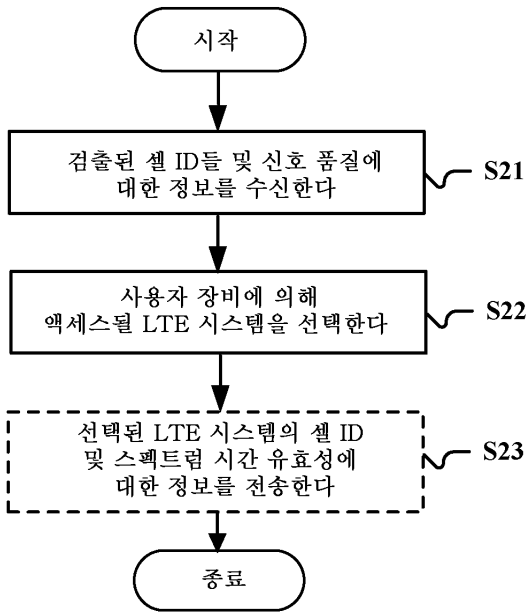 시작
검출된 셀 ID들 및 신호 품질에
대한 정보를 수신한다
S21
사용자 장비에 의해
액세스될 LTE 시스템을 선택한다
S22
선택된 LTE 시스템의 셀 ID
및 스펙트럼 시간 유효성에
대한 정보를 전송한다
S23
종료